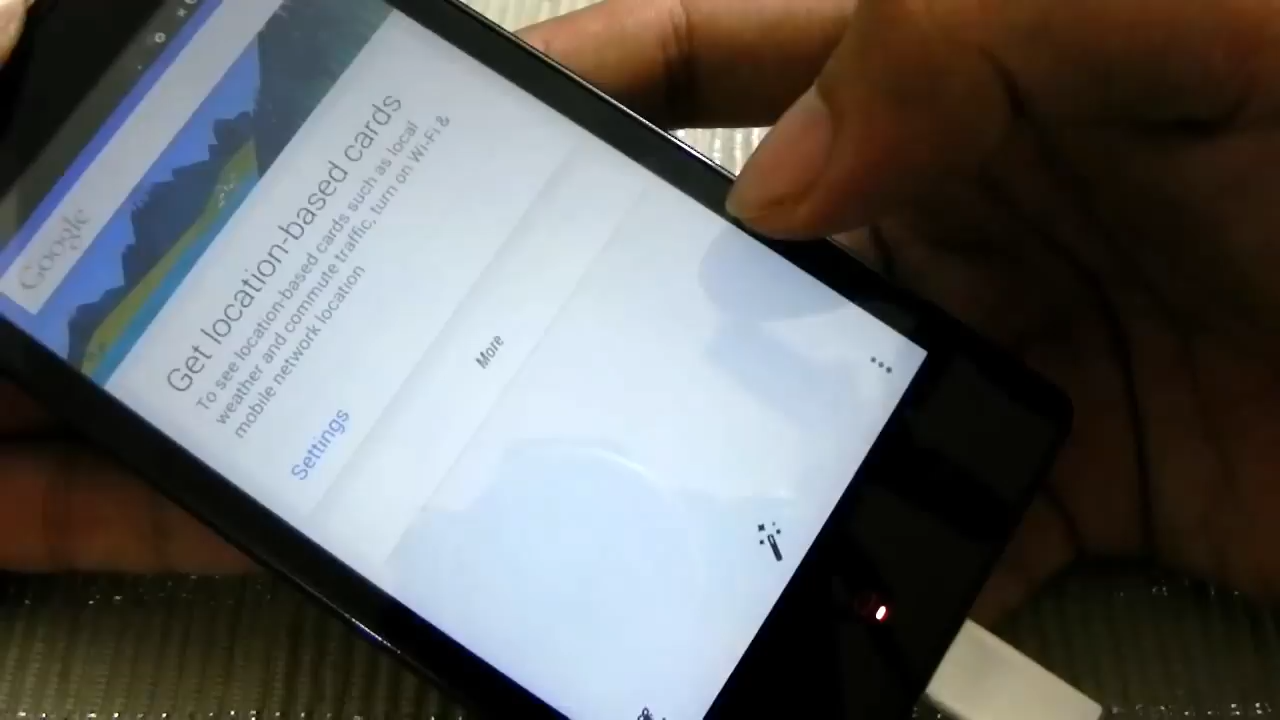 Google
Get location-based cards
To see location-based cards such as local
weather and commute traffic, turn on Wi-Fi &
mobile network location
Settings
More